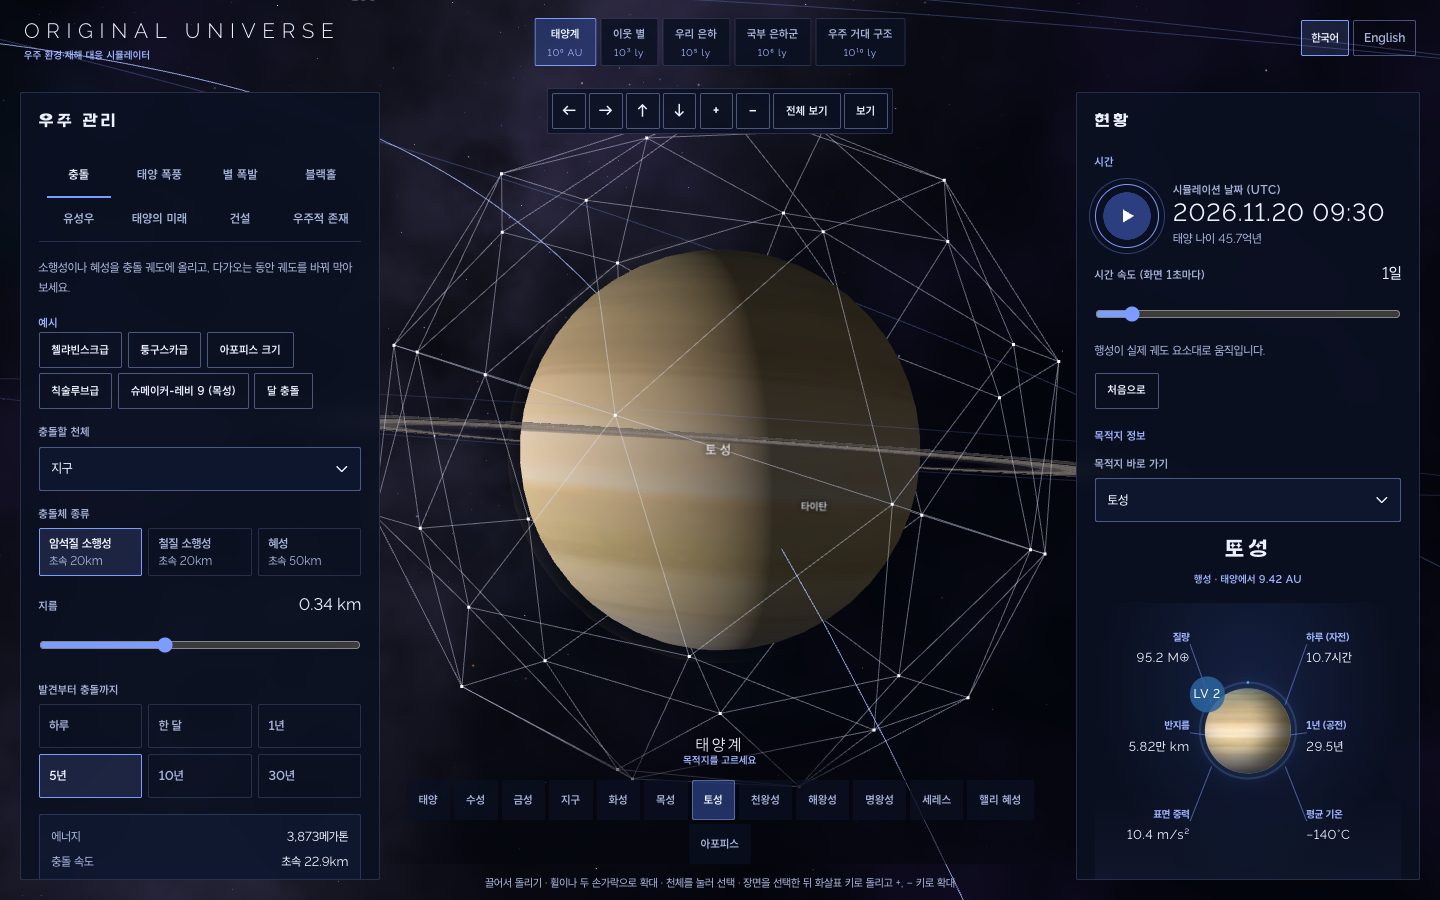 ORIGINAL UNIVERSE
우주 환경·재해 대응 시뮬레이터
태양계
10⁰ AU
이웃 별
10³ ly
우리 은하
10⁵ ly
국부 은하군
10⁶ ly
우주 거대 구조
10¹⁰ ly
한국어
English
← → ↑ ↓ + − 전체 보기 보기
우주 관리
충돌 태양 폭풍 별 폭발 블랙홀
유성우 태양의 미래 건설 우주적 존재
소행성이나 혜성을 충돌 궤도에 올리고, 다가오는 동안 궤도를 바꿔 막아
보세요.
예시
첼랴빈스크급 퉁구스카급 아포피스 크기
칙술루브급 슈메이커-레비 9 (목성) 달 충돌
충돌할 천체
지구
충돌체 종류
암석질 소행성
초속 20km
철질 소행성
초속 20km
혜성
초속 50km
지름 0.34 km
발견부터 충돌까지
하루 한 달 1년
5년 10년 30년
에너지 3,873메가톤
충돌 속도 초속 22.9km
토성
타이탄
태양계
목적지를 고르세요
태양 수성 금성 지구 화성 목성 토성 천왕성 해왕성 명왕성 세레스 핼리 혜성
아포피스
끌어서 돌리기 · 휠이나 두 손가락으로 확대 · 천체를 눌러 선택 · 장면을 선택한 뒤 화살표 키로 돌리고 +, − 키로 확대
현황
시간
시뮬레이션 날짜 (UTC)
2026.11.20 09:30
태양 나이 45.7억년
시간 속도 (화면 1초마다) 1일
행성이 실제 궤도 요소대로 움직입니다.
처음으로
목적지 정보
목적지 바로 가기
토성
토성
행성 · 태양에서 9.42 AU
질량
95.2 M⊕
하루 (자전)
10.7시간
LV 2
반지름
5.82만 km
1년 (공전)
29.5년
표면 중력
10.4 m/s²
평균 기온
−140°C